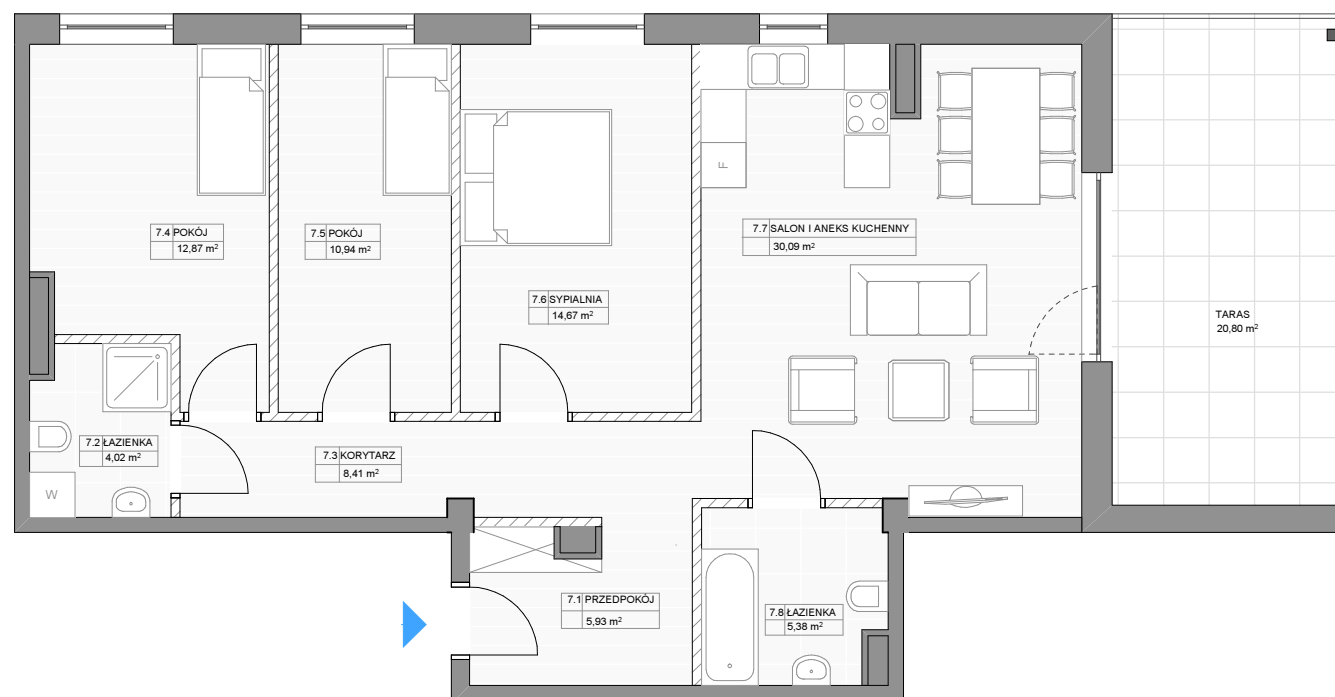 F
7.4 POKÓJ
12,87 m²
7.5 POKÓJ
10,94 m²
7.7 SALON I ANEKS KUCHENNY
30,09 m²
7.6 SYPIALNIA
14,67 m²
TARAS
20,80 m²
7.2 ŁAZIENKA
4,02 m²
7.3 KORYTARZ
8,41 m²
W
7.1 PRZEDPOKÓJ
5,93 m²
7.8 ŁAZIENKA
5,38 m²